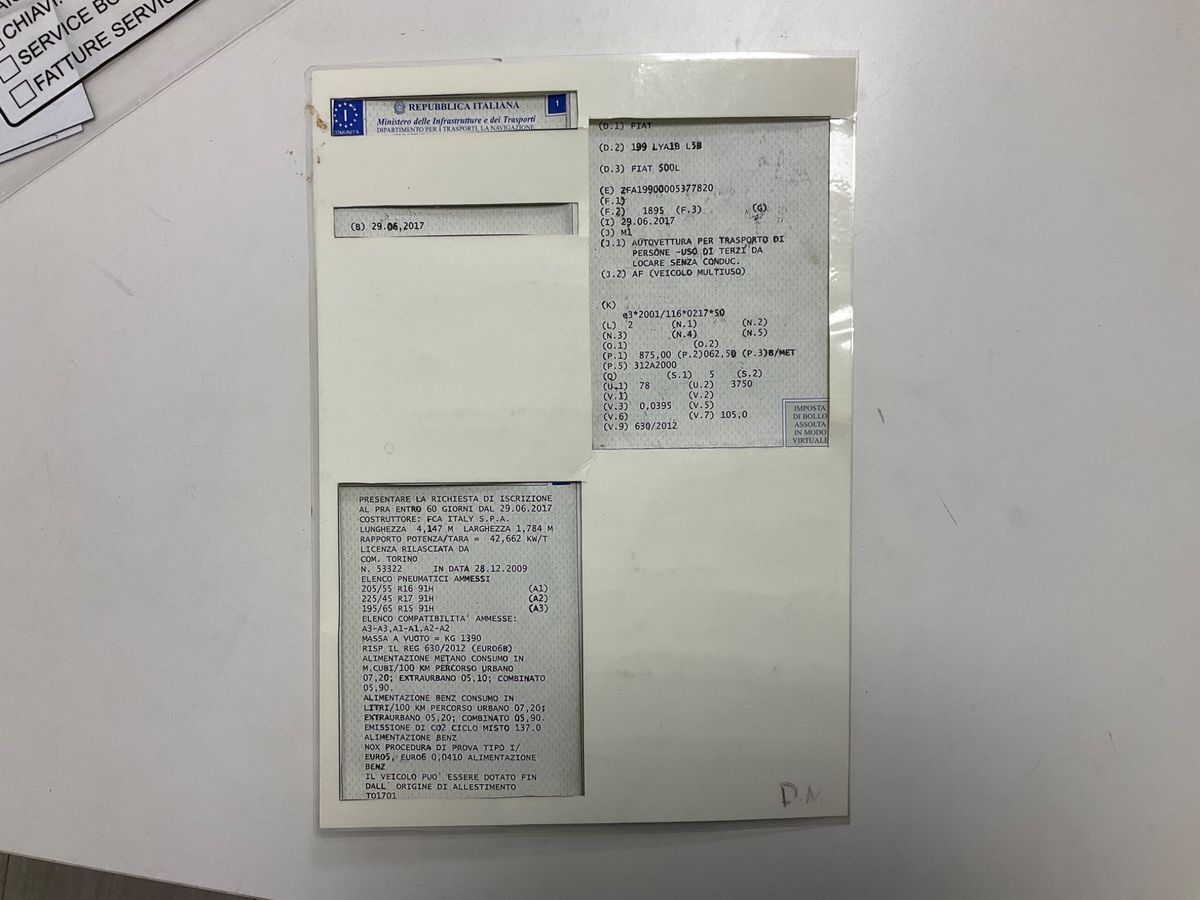 CHIAVI
SERVICE BO
FATTURE SERVIC
REPUBBLICA ITALIANA
1
I
COMUNITÀ
Ministero delle Infrastrutture e dei Trasporti
DIPARTIMENTO PER I TRASPORTI, LA NAVIGAZIONE
(B) 29.06.2017
(D.1) FIAT
(D.2) 199 LYA1B L5B
(D.3) FIAT 500L
(E) ZFA19900005377820
(F.1)
(F.2) 1895 (F.3) (G)
(I) 29.06.2017
(J) M1
(J.1) AUTOVETTURA PER TRASPORTO DI
PERSONE -USO DI TERZI DA
LOCARE SENZA CONDUC.
(J.2) AF (VEICOLO MULTIUSO)
(K)
e3*2001/116*0217*50
(L) 2 (N.1) (N.2)
(N.3) (N.4) (N.5)
(O.1) (O.2)
(P.1) 875,00 (P.2)062,50 (P.3)B/MET
(P.5) 312A2000
(Q) (S.1) 5 (S.2)
(U.1) 78 (U.2) 3750
(V.1) (V.2)
(V.3) 0,0395 (V.5)
(V.6) (V.7) 105,0
(V.9) 630/2012
IMPOSTA
DI BOLLO
ASSOLTA
IN MODO
VIRTUALE
PRESENTARE LA RICHIESTA DI ISCRIZIONE
AL PRA ENTRO 60 GIORNI DAL 29.06.2017
COSTRUTTORE: FCA ITALY S.P.A.
LUNGHEZZA 4,147 M LARGHEZZA 1,784 M
RAPPORTO POTENZA/TARA = 42,662 KW/T
LICENZA RILASCIATA DA
COM. TORINO
N. 53322 IN DATA 28.12.2009
ELENCO PNEUMATICI AMMESSI
205/55 R16 91H (A1)
225/45 R17 91H (A2)
195/65 R15 91H (A3)
ELENCO COMPATIBILITA' AMMESSE:
A3-A3,A1-A1,A2-A2
MASSA A VUOTO = KG 1390
RISP IL REG 630/2012 (EURO6B)
ALIMENTAZIONE METANO CONSUMO IN
M.CUBI/100 KM PERCORSO URBANO
07,20; EXTRAURBANO 05,10; COMBINATO
05,90.
ALIMENTAZIONE BENZ CONSUMO IN
LITRI/100 KM PERCORSO URBANO 07,20;
EXTRAURBANO 05,20; COMBINATO 05,90.
EMISSIONE DI CO2 CICLO MISTO 137.0
ALIMENTAZIONE BENZ
NOX PROCEDURA DI PROVA TIPO I/
EURO5, EURO6 0,0410 ALIMENTAZIONE
BENZ
IL VEICOLO PUO' ESSERE DOTATO FIN
DALL' ORIGINE DI ALLESTIMENTO
T01701
D.N.